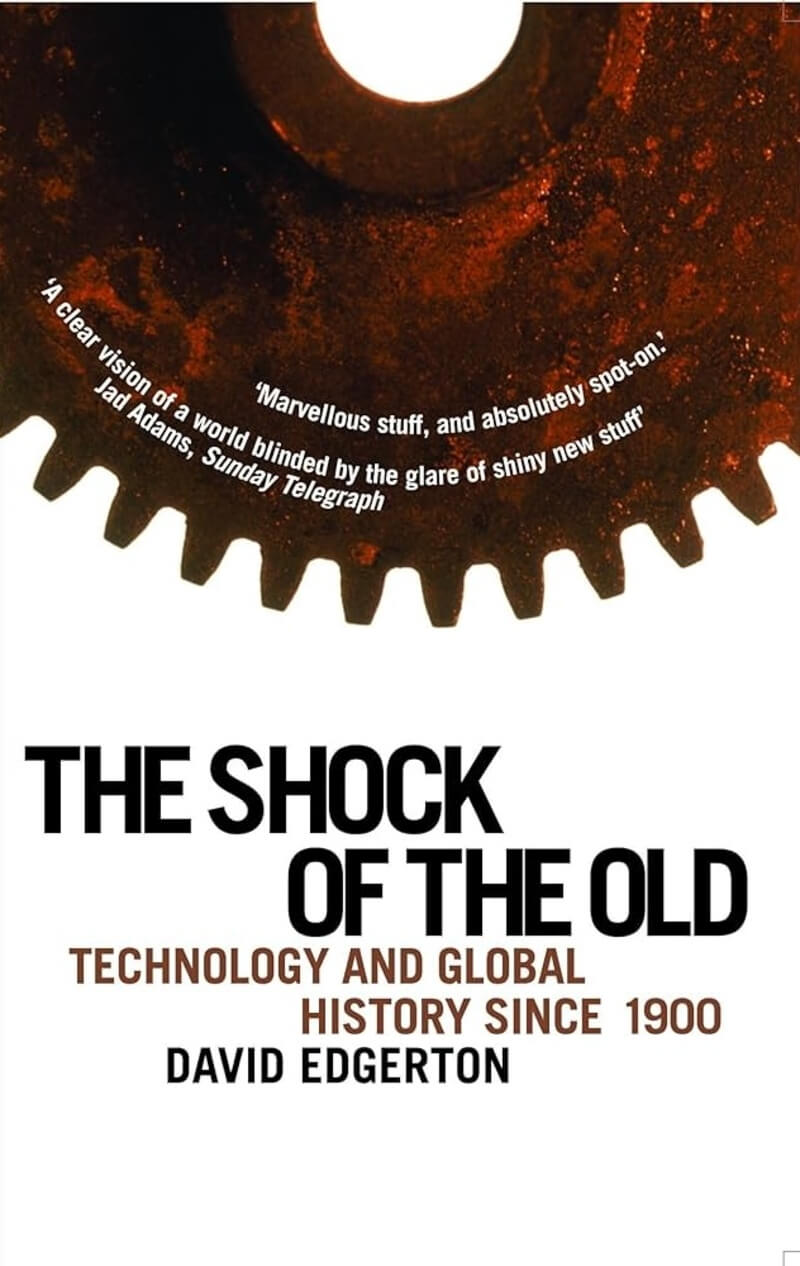 'Marvellous stuff, and absolutely spot-on.'
'A clear vision of a world blinded by the glare of shiny new stuff'
Jad Adams, Sunday Telegraph
THE SHOCK
OF THE OLD
TECHNOLOGY AND GLOBAL
HISTORY SINCE 1900
DAVID EDGERTON